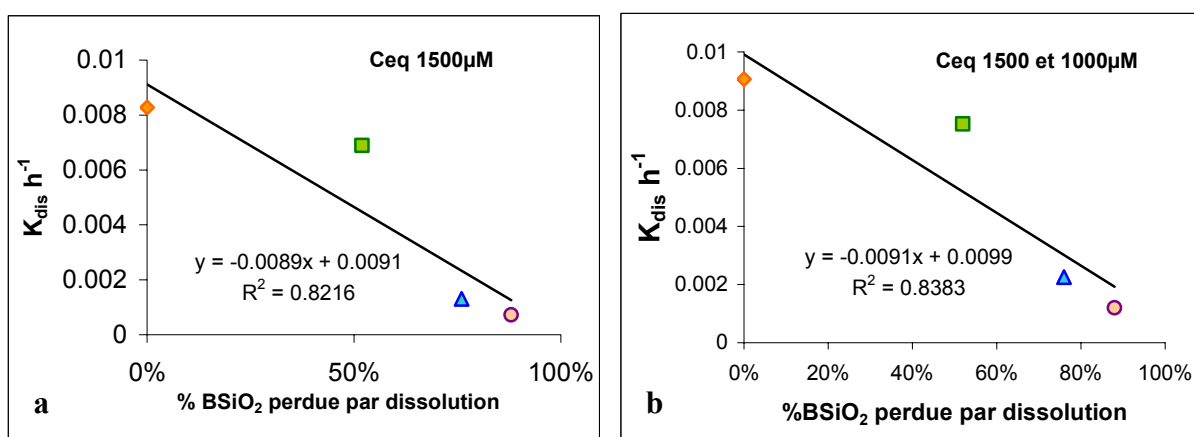 Ceq 1500µM
0.01
0.008
0.006
0.004
0.002
0
K_dis h⁻¹
y = -0.0089x + 0.0091
R² = 0.8216
0%
50%
100%
% BSiO₂ perdue par dissolution
a
Ceq 1500 et 1000µM
0.01
0.008
0.006
0.004
0.002
0
K_dis h⁻¹
y = -0.0091x + 0.0099
R² = 0.8383
0%
20%
40%
60%
80%
100%
%BSiO₂ perdue par dissolution
b